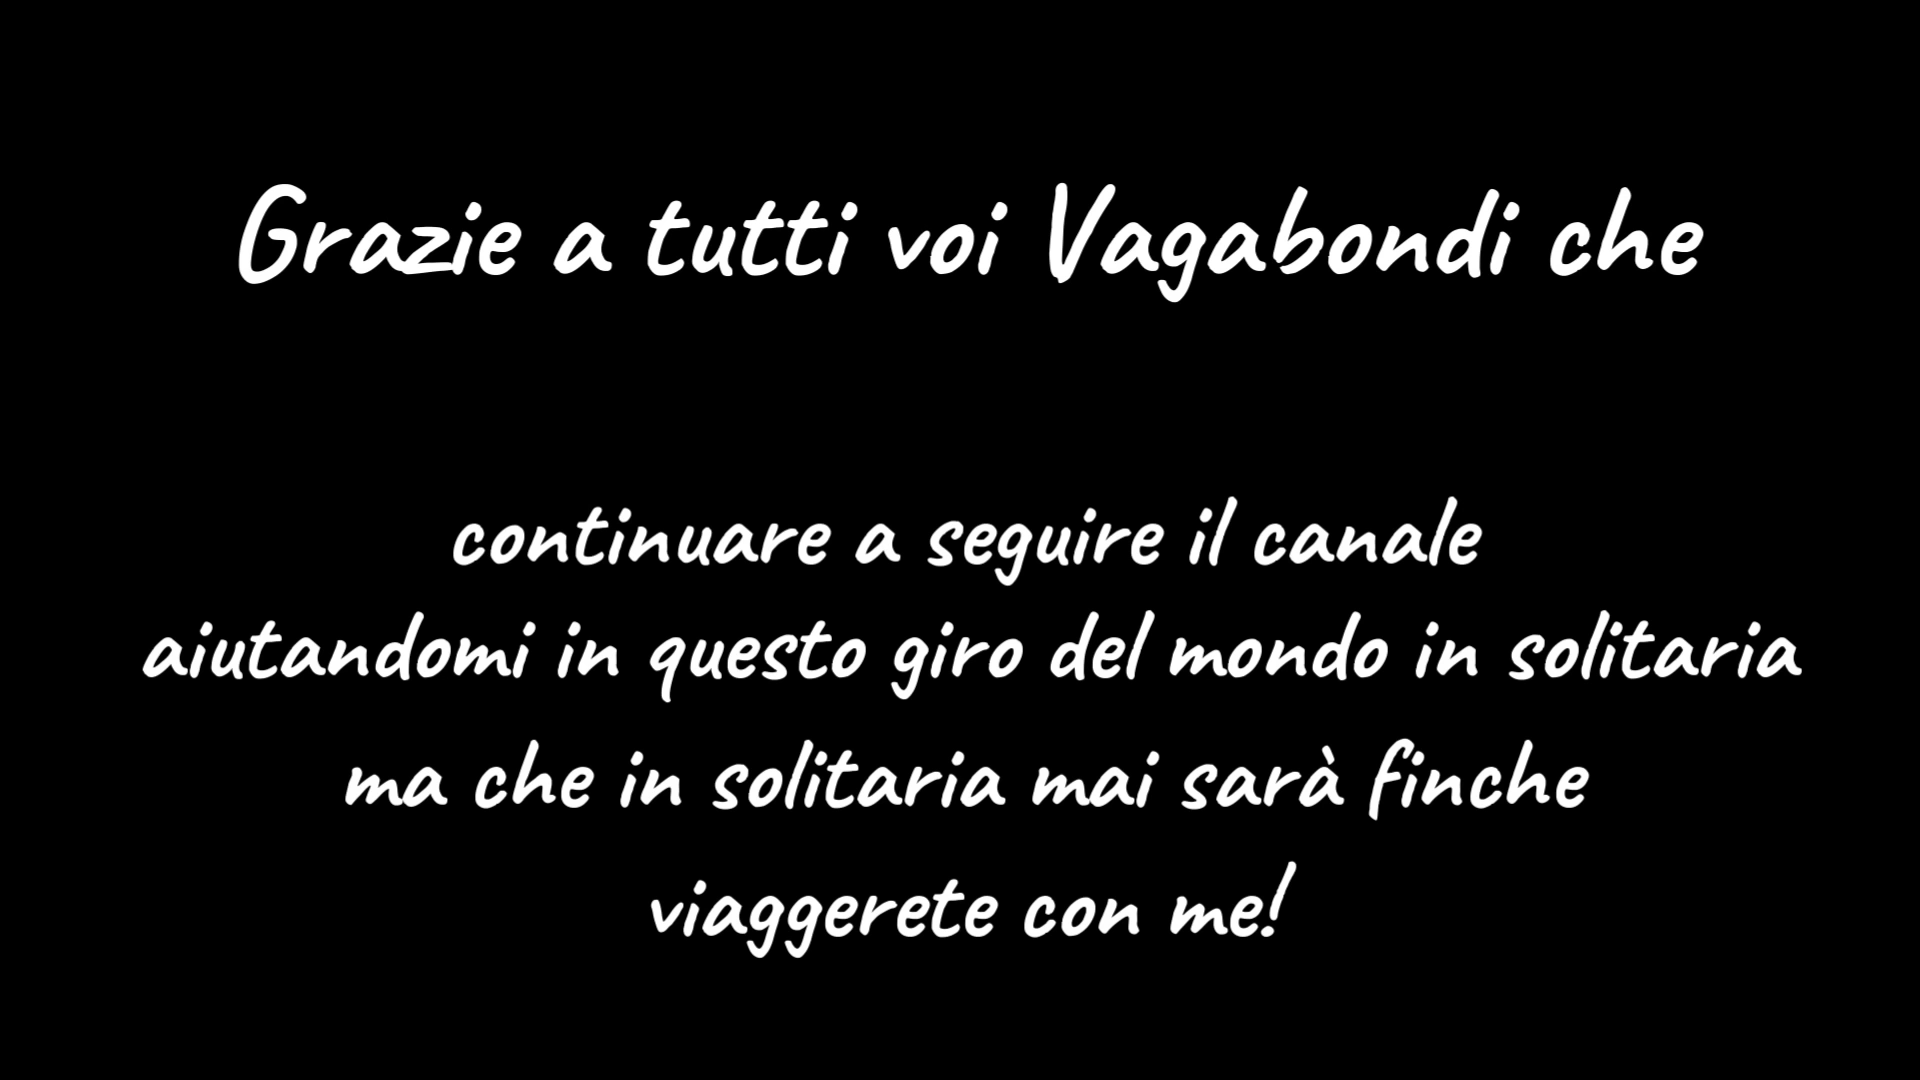 Grazie a tutti voi Vagabondi che
continuare a seguire il canale
aiutandomi in questo giro del mondo in solitaria
ma che in solitaria mai sarà finche
viaggerete con me!